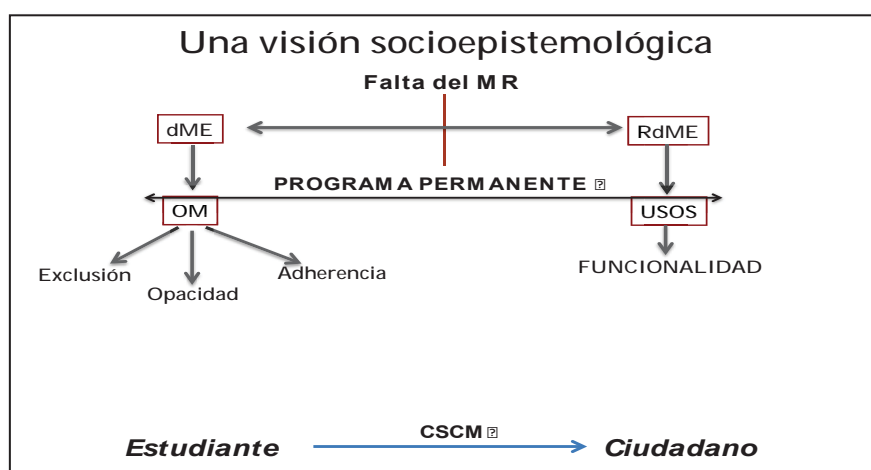 Una visión socioepistemológica
Falta del MR
dME
RdME
PROGRAMA PERMANENTE
OM
USOS
Exclusión
Opacidad
Adherencia
FUNCIONALIDAD
CSCM
Estudiante
Ciudadano